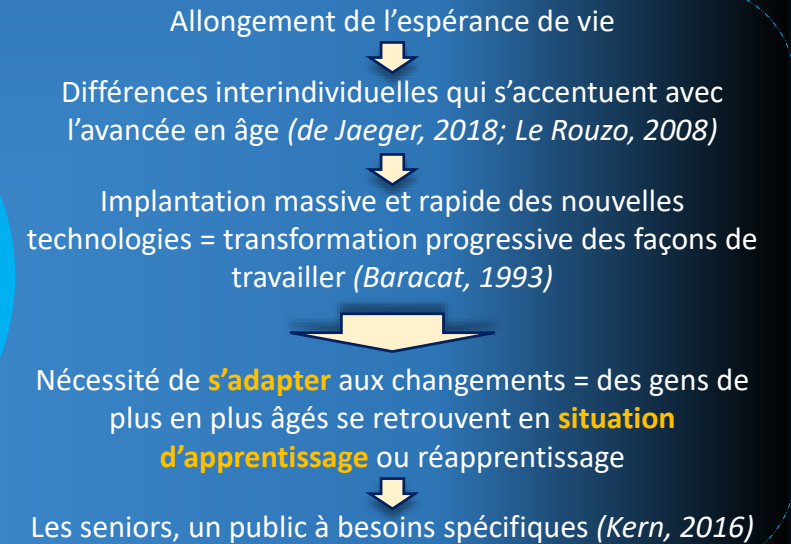 Allongement de l’espérance de vie
Différences interindividuelles qui s’accentuent avec
l’avancée en âge (de Jaeger, 2018; Le Rouzo, 2008)
Implantation massive et rapide des nouvelles
technologies = transformation progressive des façons de
travailler (Baracat, 1993)
Nécessité de s’adapter aux changements = des gens de
plus en plus âgés se retrouvent en situation
d’apprentissage ou réapprentissage
Les seniors, un public à besoins spécifiques (Kern, 2016)